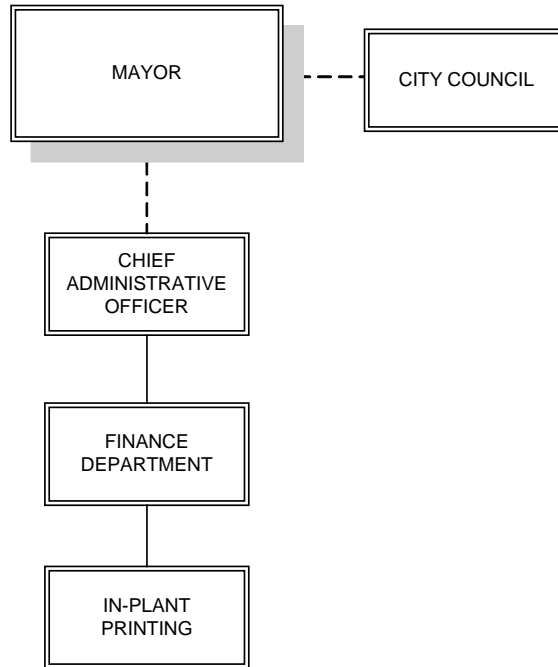 MAYOR
CITY COUNCIL
CHIEF
ADMINISTRATIVE
OFFICER
FINANCE
DEPARTMENT
IN-PLANT
PRINTING